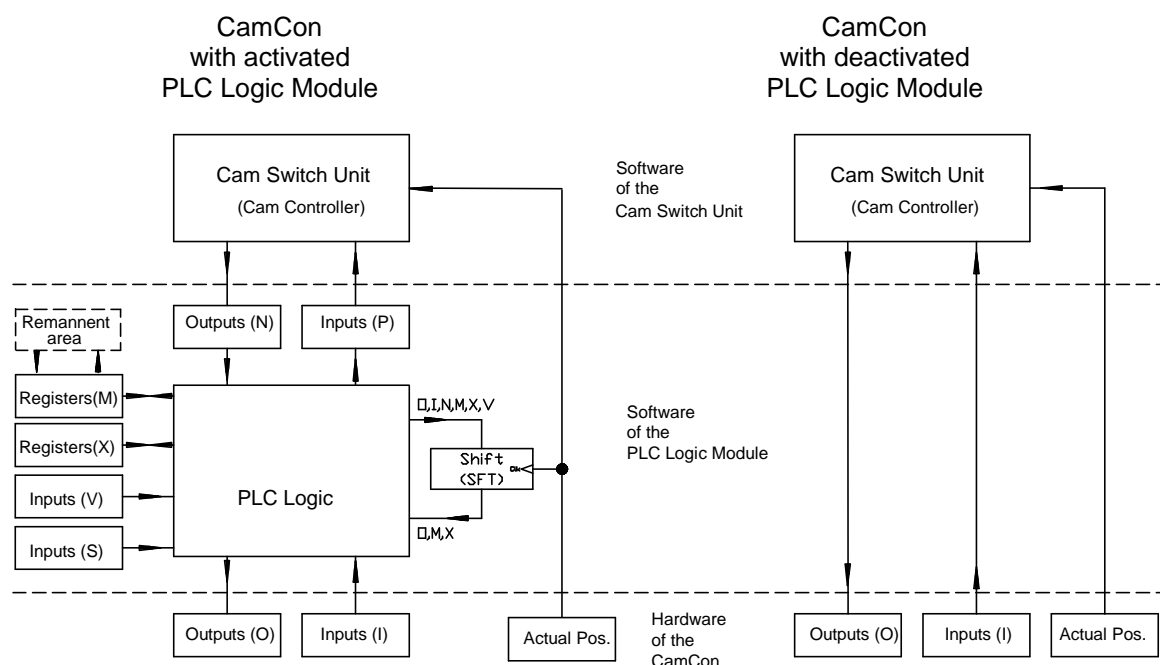 CamCon
with activated
PLC Logic Module
CamCon
with deactivated
PLC Logic Module
Cam Switch Unit
(Cam Controller)
Software
of the
Cam Switch Unit
Cam Switch Unit
(Cam Controller)
Outputs (N)
Inputs (P)
Remannent
area
Registers(M)
Registers(X)
Inputs (V)
Inputs (S)
PLC Logic
O,I,N,M,X,V
Shift
(SFT)
Clk
O,M,X
Software
of the
PLC Logic Module
Outputs (O)
Inputs (I)
Actual Pos.
Hardware
of the
CamCon
Outputs (O)
Inputs (I)
Actual Pos.